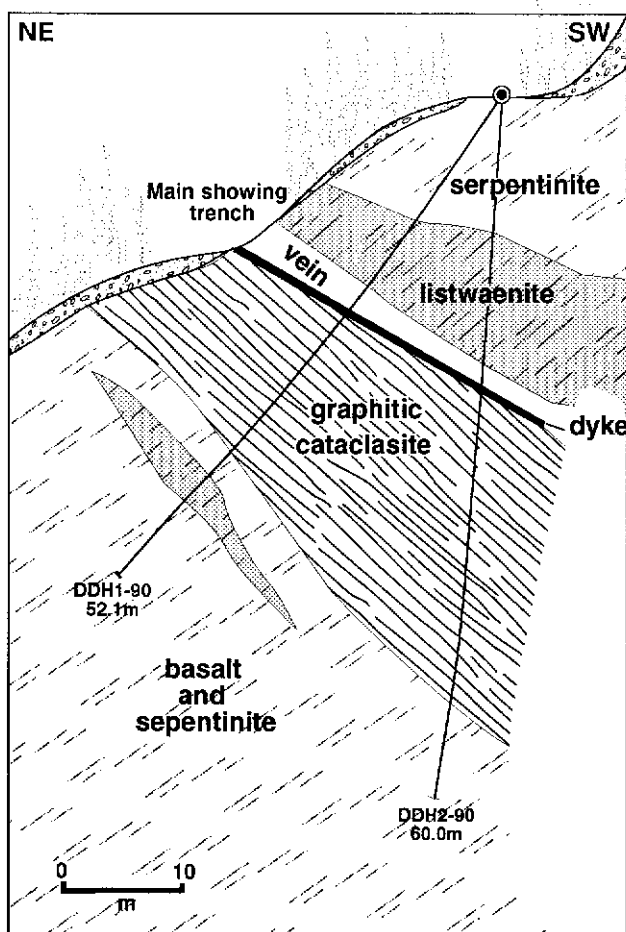 NE
SW
serpentinite
Main showing
trench
vein
listwaenite
graphitic
cataclasite
dyke
DDH1-90
52.1m
basalt
and
sepentinite
DDH2-90
60.0m
0 10
m